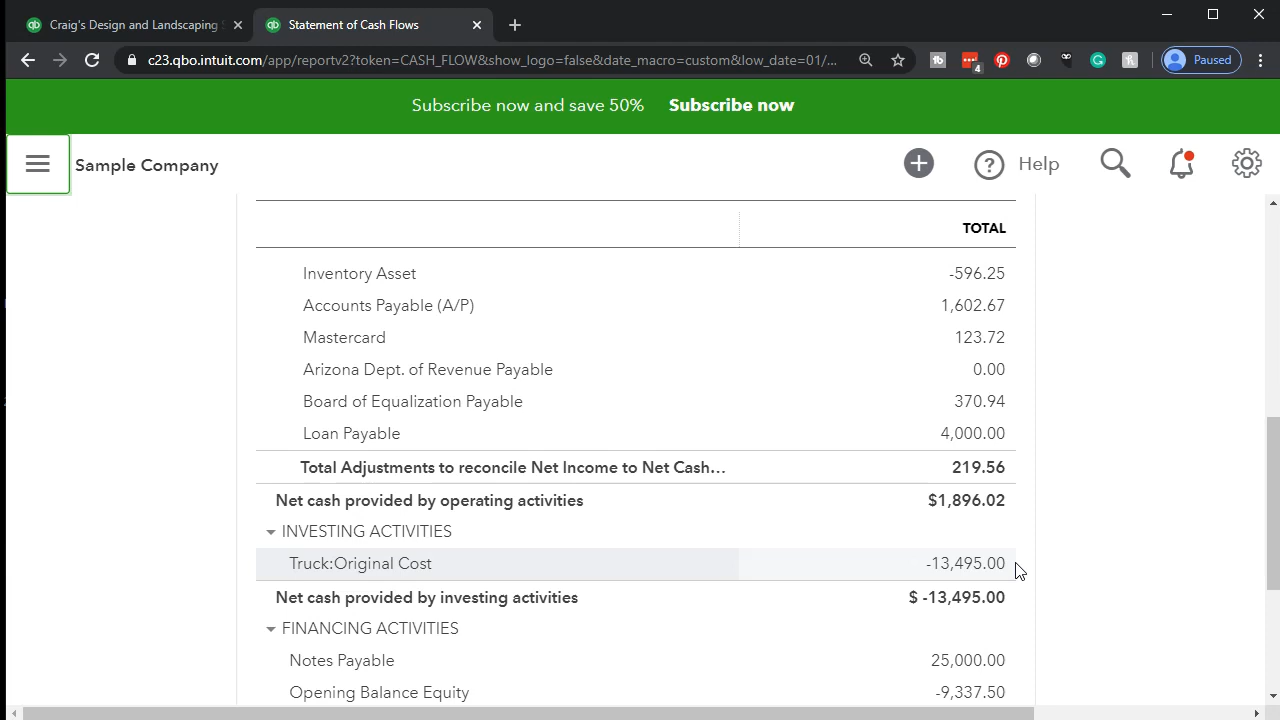 Craig's Design and Landscaping
Statement of Cash Flows
c23.qbo.intuit.com/app/reportv2?token=CASH_FLOW&show_logo=false&date_macro=custom&low_date=01/...
4
Paused
Subscribe now and save 50% Subscribe now
Sample Company
Help
TOTAL
Inventory Asset -596.25
Accounts Payable (A/P) 1,602.67
Mastercard 123.72
Arizona Dept. of Revenue Payable 0.00
Board of Equalization Payable 370.94
Loan Payable 4,000.00
Total Adjustments to reconcile Net Income to Net Cash... 219.56
Net cash provided by operating activities $1,896.02
INVESTING ACTIVITIES
Truck:Original Cost -13,495.00
Net cash provided by investing activities $ -13,495.00
FINANCING ACTIVITIES
Notes Payable 25,000.00
Opening Balance Equity -9,337.50